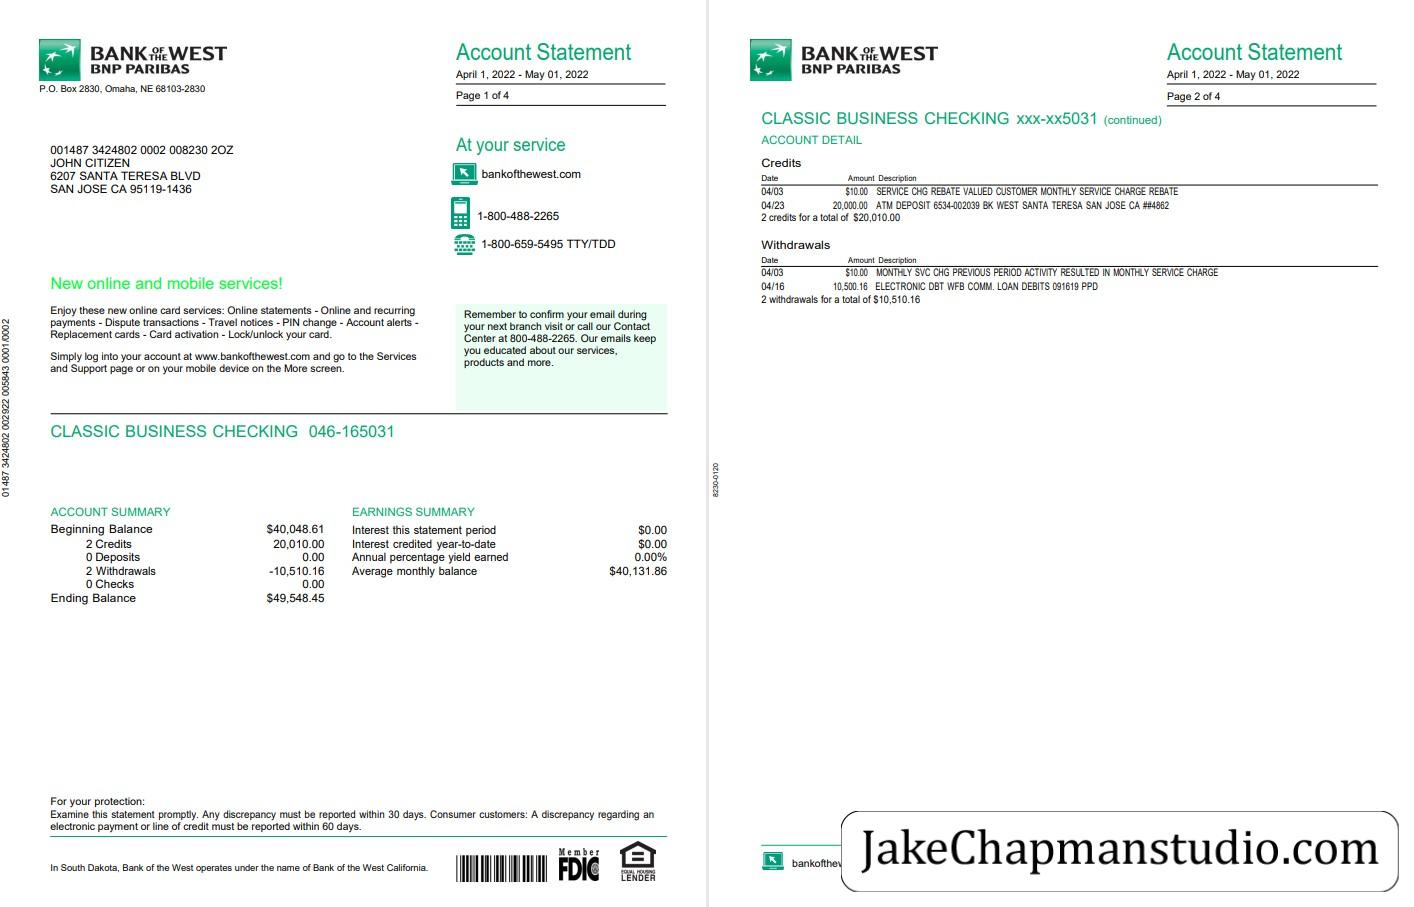 BANK OF THE WEST
BNP PARIBAS
P.O. Box 2830, Omaha, NE 68103-2830
Account Statement
April 1, 2022 - May 01, 2022
Page 1 of 4
001487 3424802 0002 008230 2OZ
JOHN CITIZEN
6207 SANTA TERESA BLVD
SAN JOSE CA 95119-1436
At your service
bankofthewest.com
1-800-488-2265
1-800-659-5495 TTY/TDD
New online and mobile services!
Enjoy these new online card services: Online statements - Online and recurring
payments - Dispute transactions - Travel notices - PIN change - Account alerts -
Replacement cards - Card activation - Lock/unlock your card.
Simply log into your account at www.bankofthewest.com and go to the Services
and Support page or on your mobile device on the More screen.
Remember to confirm your email during
your next branch visit or call our Contact
Center at 800-488-2265. Our emails keep
you educated about our services,
products and more.
01487 3424802 002922 005843 0001/0002
CLASSIC BUSINESS CHECKING 046-165031
ACCOUNT SUMMARY
Beginning Balance $40,048.61
2 Credits 20,010.00
0 Deposits 0.00
2 Withdrawals -10,510.16
0 Checks 0.00
Ending Balance $49,548.45
EARNINGS SUMMARY
Interest this statement period $0.00
Interest credited year-to-date $0.00
Annual percentage yield earned 0.00%
Average monthly balance $40,131.86
For your protection:
Examine this statement promptly. Any discrepancy must be reported within 30 days. Consumer customers: A discrepancy regarding an
electronic payment or line of credit must be reported within 60 days.
In South Dakota, Bank of the West operates under the name of Bank of the West California.
Member
FDIC
EQUAL HOUSING
LENDER
BANK OF THE WEST
BNP PARIBAS
Account Statement
April 1, 2022 - May 01, 2022
Page 2 of 4
CLASSIC BUSINESS CHECKING xxx-xx5031 (continued)
ACCOUNT DETAIL
Credits
Date Amount Description
04/03 $10.00 SERVICE CHG REBATE VALUED CUSTOMER MONTHLY SERVICE CHARGE REBATE
04/23 20,000.00 ATM DEPOSIT 6534-002039 BK WEST SANTA TERESA SAN JOSE CA ##4862
2 credits for a total of $20,010.00
Withdrawals
Date Amount Description
04/03 $10.00 MONTHLY SVC CHG PREVIOUS PERIOD ACTIVITY RESULTED IN MONTHLY SERVICE CHARGE
04/16 10,500.16 ELECTRONIC DBT WFB COMM. LOAN DEBITS 091619 PPD
2 withdrawals for a total of $10,510.16
8230-0120
bankofthew
JakeChapmanstudio.com